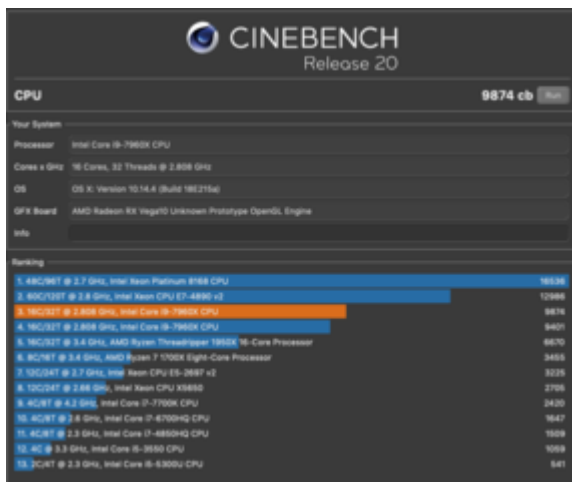 CINEBENCH
Release 20
CPU 9874 cb Run
Your System
Processor Intel Core i9-7960X CPU
Cores x GHz 16 Cores, 32 Threads @ 2.808 GHz
OS OS X: Version 10.14.4 (Build 18E215a)
GFX Board AMD Radeon RX Vega10 Unknown Prototype OpenGL Engine
Info
Ranking
1. 48C/96T @ 2.7 GHz, Intel Xeon Platinum 8168 CPU 16536
2. 60C/120T @ 2.8 GHz, Intel Xeon CPU E7-4890 v2 12986
3. 16C/32T @ 2.808 GHz, Intel Core i9-7960X CPU 9874
4. 16C/32T @ 2.808 GHz, Intel Core i9-7960X CPU 9401
5. 16C/32T @ 3.4 GHz, AMD Ryzen Threadripper 1950X 16-Core Processor 6670
6. 8C/16T @ 3.4 GHz, AMD Ryzen 7 1700X Eight-Core Processor 3455
7. 12C/24T @ 2.7 GHz, Intel Xeon CPU E5-2697 v2 3225
8. 12C/24T @ 2.66 GHz, Intel Xeon CPU X5650 2705
9. 4C/8T @ 4.2 GHz, Intel Core i7-7700K CPU 2420
10. 4C/8T @ 2.6 GHz, Intel Core i7-6700HQ CPU 1647
11. 4C/8T @ 2.3 GHz, Intel Core i7-4850HQ CPU 1509
12. 4C @ 3.3 GHz, Intel Core i5-3550 CPU 1059
13. 2C/4T @ 2.3 GHz, Intel Core i5-5300U CPU 541